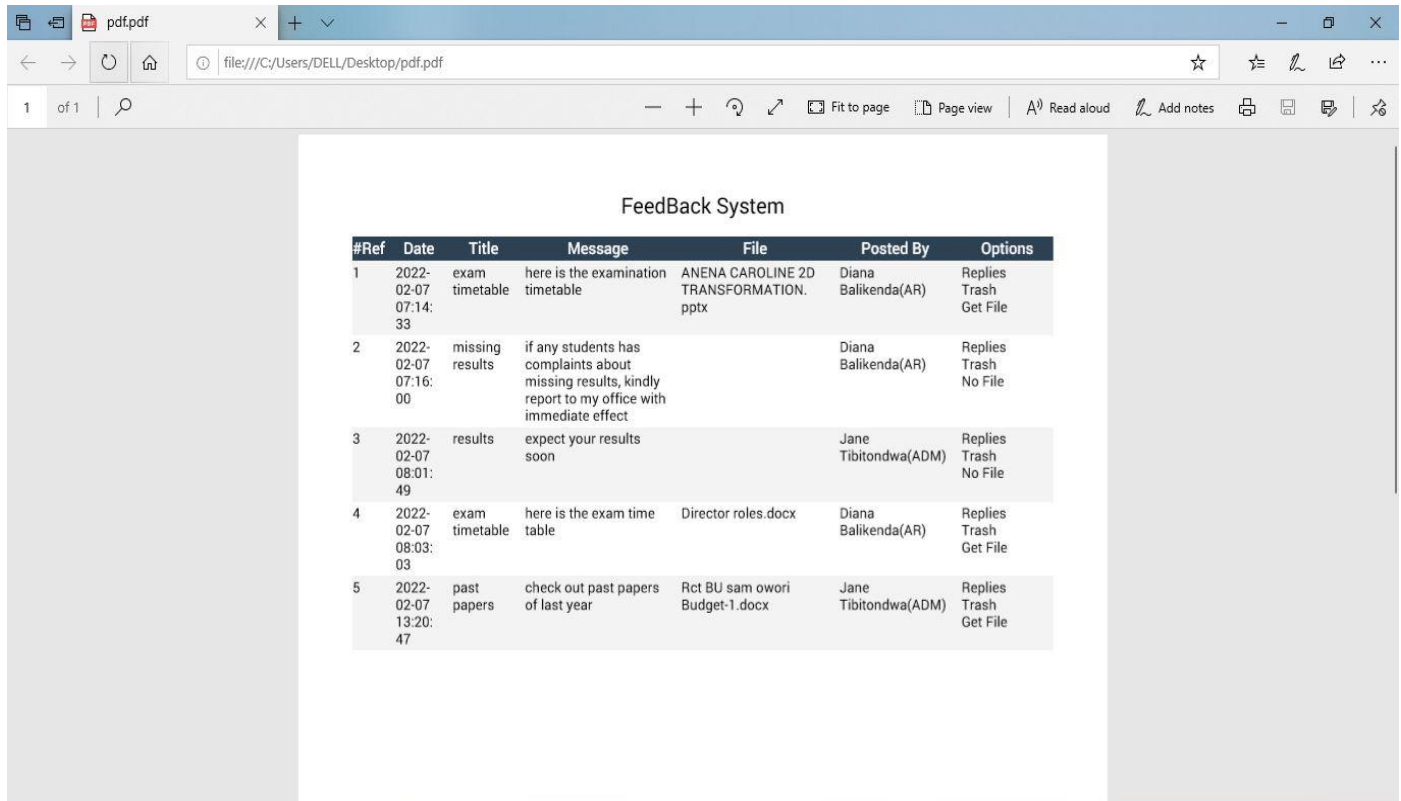 pdf.pdf
file:///C:/Users/DELL/Desktop/pdf.pdf
1 of 1 Fit to page Page view Read aloud Add notes
FeedBack System
#Ref Date Title Message File Posted By Options
1 2022- exam here is the examination ANENA CAROLINE 2D Diana Replies
02-07 timetable timetable TRANSFORMATION. Balikenda(AR) Trash
07:14: pptx Get File
33
2 2022- missing if any students has Diana Replies
02-07 results complaints about Balikenda(AR) Trash
07:16: missing results, kindly No File
00 report to my office with
immediate effect
3 2022- results expect your results Jane Replies
02-07 soon Tibitondwa(ADM) Trash
08:01: No File
49
4 2022- exam here is the exam time Director roles.docx Diana Replies
02-07 timetable table Balikenda(AR) Trash
08:03: Get File
03
5 2022- past check out past papers Rct BU sam owori Jane Replies
02-07 papers of last year Budget-1.docx Tibitondwa(ADM) Trash
13:20: Get File
47